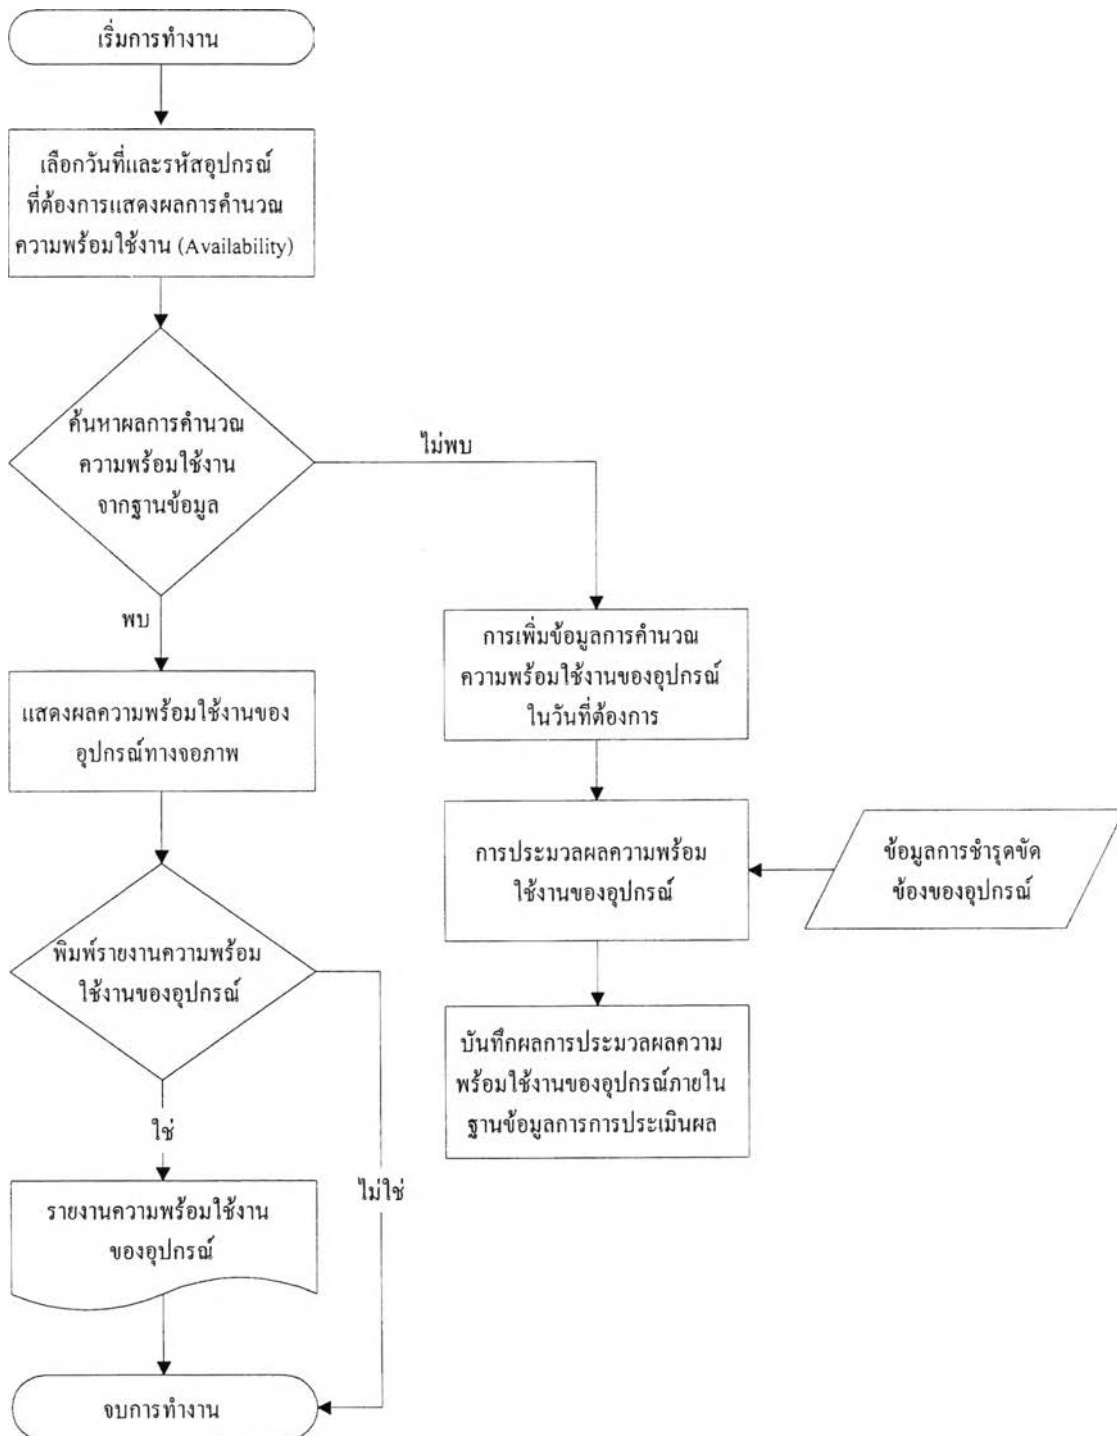 เริ่มการทำงาน
เลือกวันที่และรหัสอุปกรณ์
ที่ต้องการแสดงผลการคำนวณ
ความพร้อมใช้งาน (Availability)
ค้นหาผลการคำนวณ
ความพร้อมใช้งาน
จากฐานข้อมูล
ไม่พบ
พบ
การเพิ่มข้อมูลการคำนวณ
ความพร้อมใช้งานของอุปกรณ์
ในวันที่ต้องการ
แสดงผลความพร้อมใช้งานของ
อุปกรณ์ทางจอภาพ
การประมวลผลความพร้อม
ใช้งานของอุปกรณ์
ข้อมูลการชำรุดขัด
ข้องของอุปกรณ์
พิมพ์รายงานความพร้อม
ใช้งานของอุปกรณ์
บันทึกผลการประมวลผลความ
พร้อมใช้งานของอุปกรณ์ภายใน
ฐานข้อมูลการการประเมินผล
ใช่
ไม่ใช่
รายงานความพร้อมใช้งาน
ของอุปกรณ์
จบการทำงาน